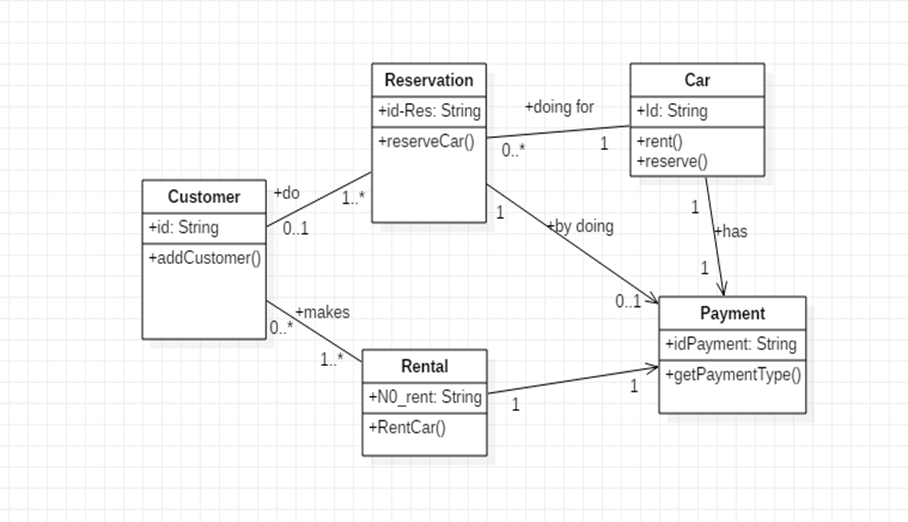 Reservation
+id-Res: String
+reserveCar()
+doing for
0..*
1
Car
+Id: String
+rent()
+reserve()
Customer
+id: String
+addCustomer()
+do
0..1
1..*
1
+by doing
0..1
1
+has
1
Payment
+idPayment: String
+getPaymentType()
+makes
0..*
1..*
Rental
+N0_rent: String
+RentCar()
1
1